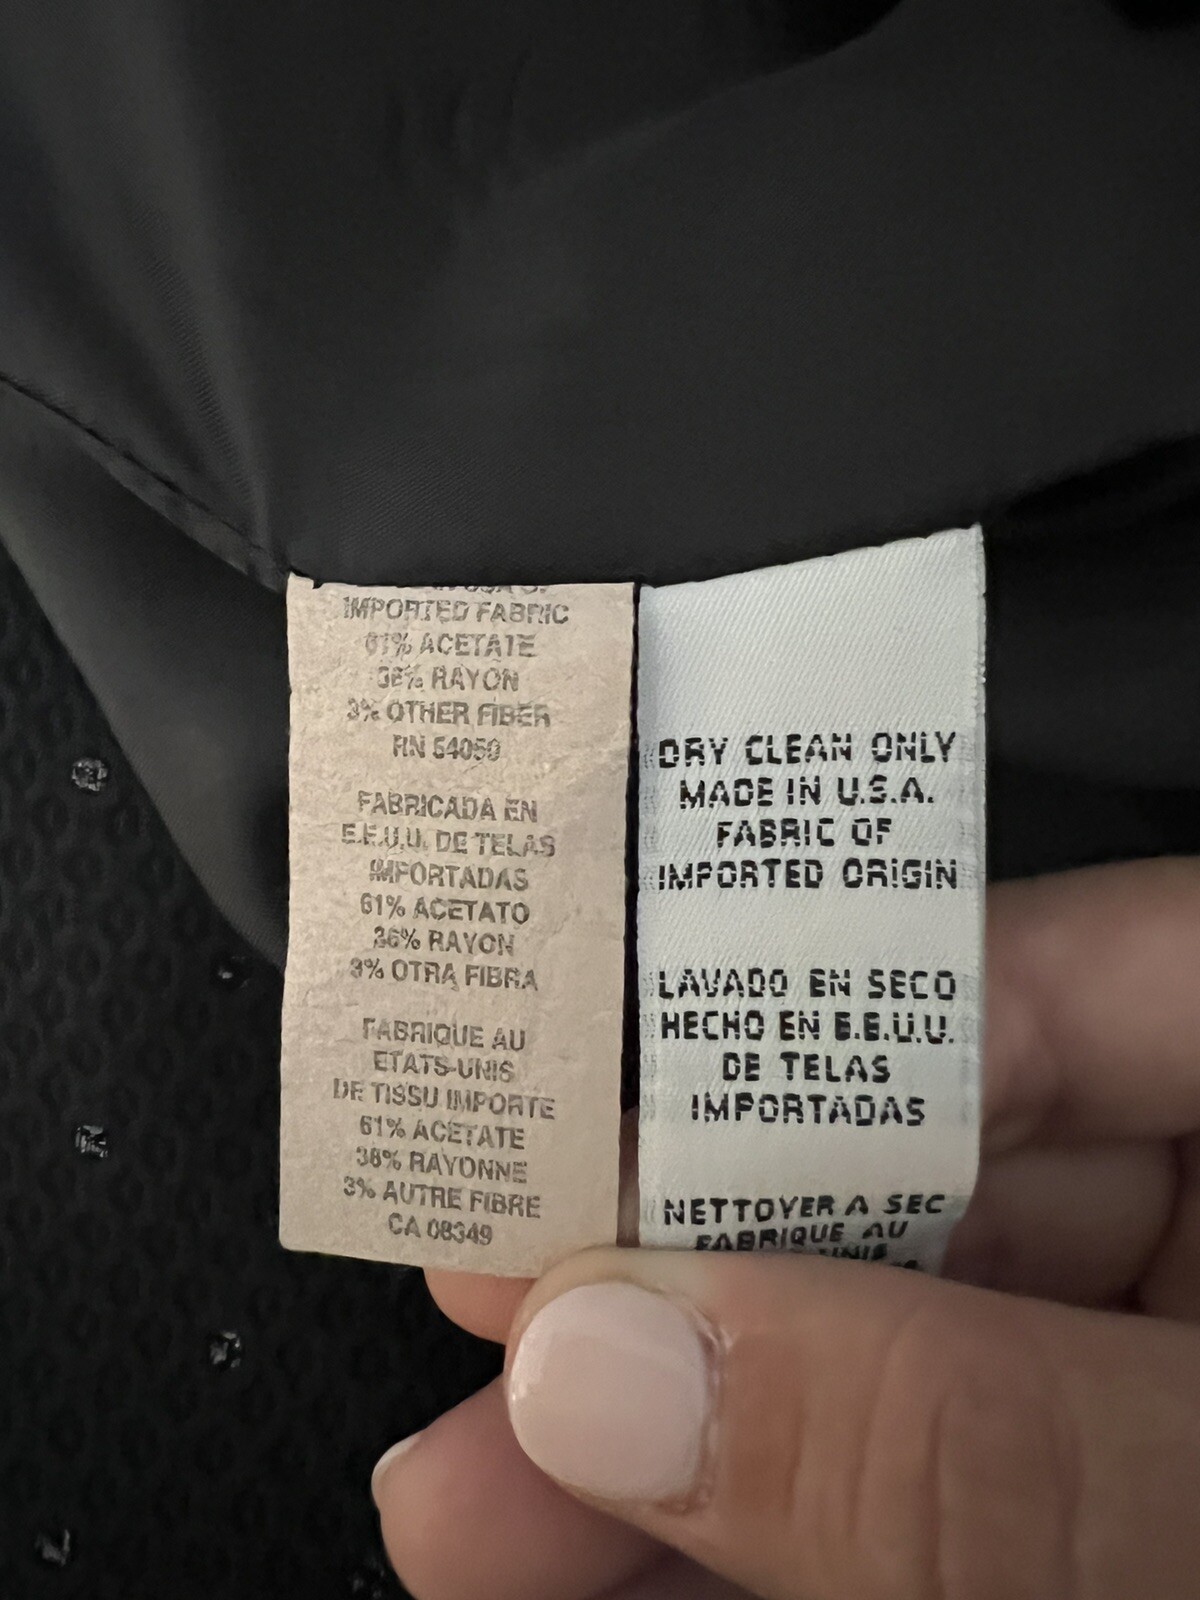 IMPORTED FABRIC
61% ACETATE
36% RAYON
3% OTHER FIBER
RN 54050
FABRICADA EN
E.E.U.U. DE TELAS
IMPORTADAS
61% ACETATO
36% RAYON
3% OTRA FIBRA
FABRIQUE AU
ETATS-UNIS
DE TISSU IMPORTE
61% ACETATE
36% RAYONNE
3% AUTRE FIBRE
CA 08349
DRY CLEAN ONLY
MADE IN U.S.A.
FABRIC OF
IMPORTED ORIGIN
LAVADO EN SECO
HECHO EN E.E.U.U.
DE TELAS
IMPORTADAS
NETTOYER A SEC
FABRIQUE AU
UNIS